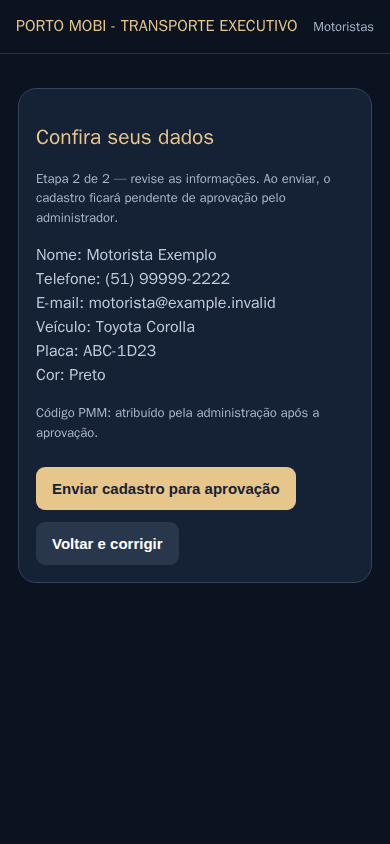 PORTO MOBI - TRANSPORTE EXECUTIVO Motoristas
Confira seus dados
Etapa 2 de 2 — revise as informações. Ao enviar, o
cadastro ficará pendente de aprovação pelo
administrador.
Nome: Motorista Exemplo
Telefone: (51) 99999-2222
E-mail: motorista@example.invalid
Veículo: Toyota Corolla
Placa: ABC-1D23
Cor: Preto
Código PMM: atribuído pela administração após a
aprovação.
Enviar cadastro para aprovação
Voltar e corrigir